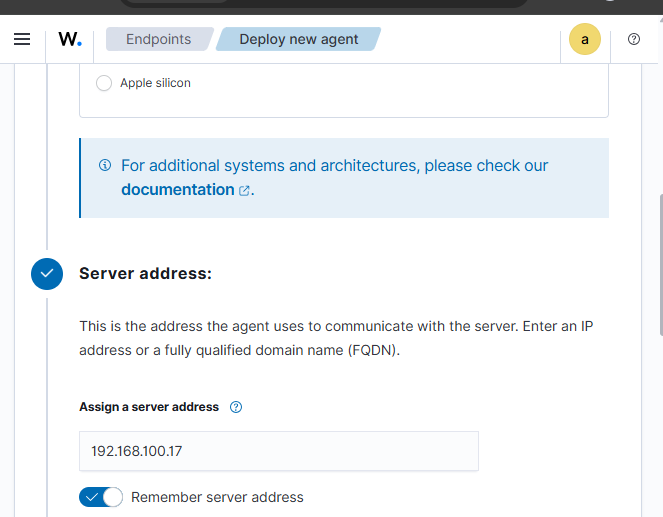 W.
Endpoints
Deploy new agent
a
Apple silicon
For additional systems and architectures, please check our
documentation.
Server address:
This is the address the agent uses to communicate with the server. Enter an IP
address or a fully qualified domain name (FQDN).
Assign a server address
192.168.100.17
Remember server address